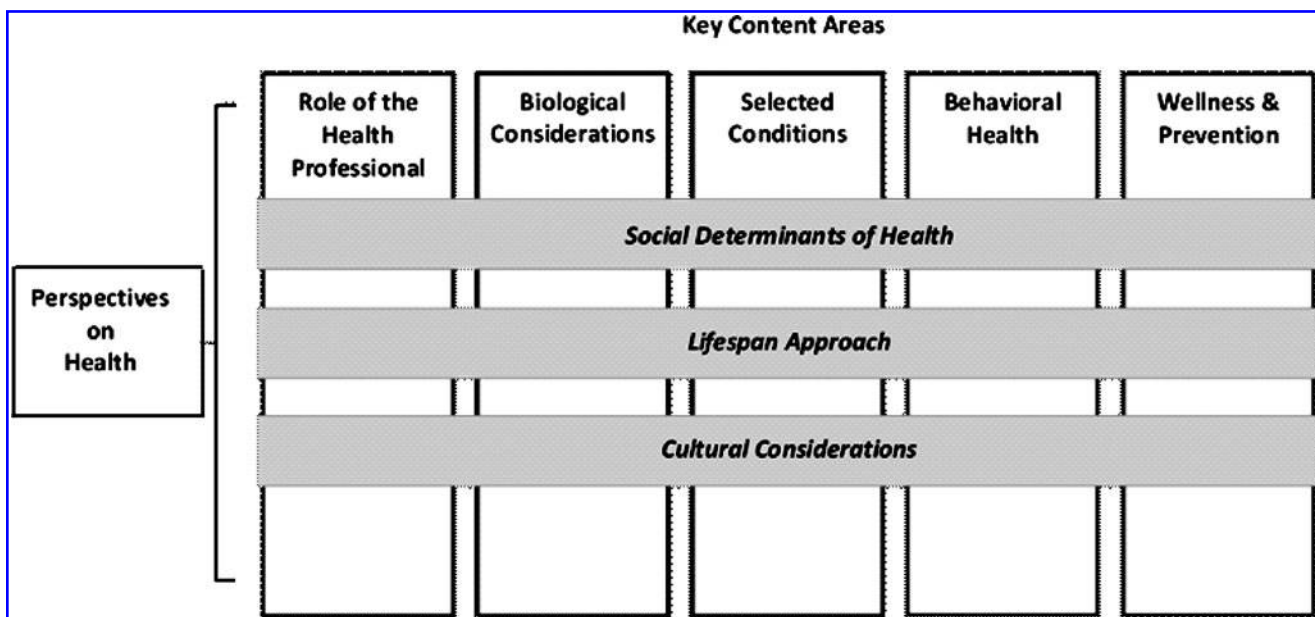 Key Content Areas
Role of the
Health
Professional
Biological
Considerations
Selected
Conditions
Behavioral
Health
Wellness &
Prevention
Social Determinants of Health
Perspectives
on
Health
Lifespan Approach
Cultural Considerations